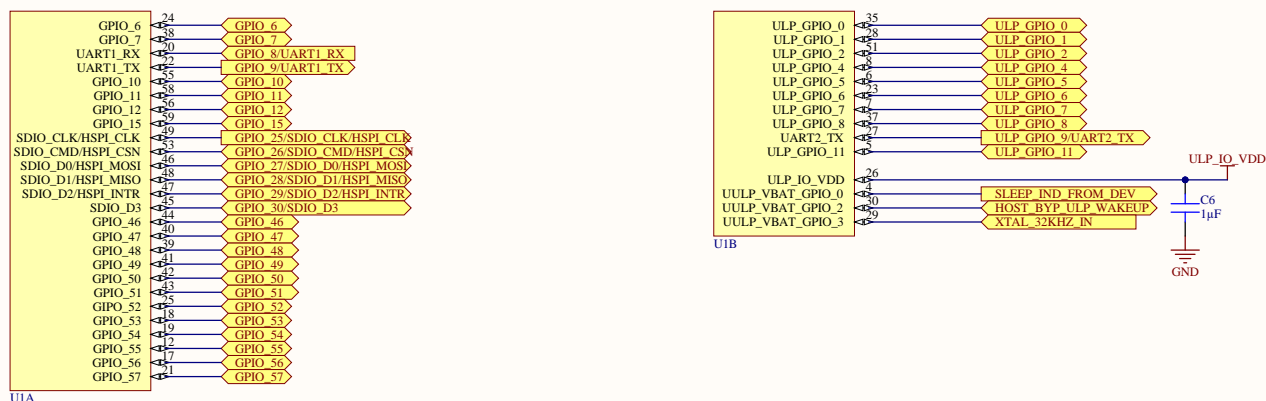 GPIO_6 24 GPIO_6
GPIO_7 38 GPIO_7
UART1_RX 20 GPIO_8/UART1_RX
UART1_TX 22 GPIO_9/UART1_TX
GPIO_10 55 GPIO_10
GPIO_11 58 GPIO_11
GPIO_12 56 GPIO_12
GPIO_15 59 GPIO_15
SDIO_CLK/HSPI_CLK 49 GPIO_25/SDIO_CLK/HSPI_CLK
SDIO_CMD/HSPI_CSN 53 GPIO_26/SDIO_CMD/HSPI_CSN
SDIO_D0/HSPI_MOSI 46 GPIO_27/SDIO_D0/HSPI_MOSI
SDIO_D1/HSPI_MISO 48 GPIO_28/SDIO_D1/HSPI_MISO
SDIO_D2/HSPI_INTR 47 GPIO_29/SDIO_D2/HSPI_INTR
SDIO_D3 45 GPIO_30/SDIO_D3
GPIO_46 44 GPIO_46
GPIO_47 40 GPIO_47
GPIO_48 39 GPIO_48
GPIO_49 41 GPIO_49
GPIO_50 42 GPIO_50
GPIO_51 43 GPIO_51
GIPO_52 25 GPIO_52
GPIO_53 18 GPIO_53
GPIO_54 19 GPIO_54
GPIO_55 12 GPIO_55
GPIO_56 17 GPIO_56
GPIO_57 21 GPIO_57
U1A
ULP_GPIO_0 35 ULP_GPIO_0
ULP_GPIO_1 28 ULP_GPIO_1
ULP_GPIO_2 51 ULP_GPIO_2
ULP_GPIO_4 8 ULP_GPIO_4
ULP_GPIO_5 6 ULP_GPIO_5
ULP_GPIO_6 23 ULP_GPIO_6
ULP_GPIO_7 7 ULP_GPIO_7
ULP_GPIO_8 37 ULP_GPIO_8
UART2_TX 27 ULP_GPIO_9/UART2_TX
ULP_GPIO_11 5 ULP_GPIO_11
ULP_IO_VDD
ULP_IO_VDD 26
UULP_VBAT_GPIO_0 4 SLEEP_IND_FROM_DEV
UULP_VBAT_GPIO_2 30 HOST_BYP_ULP_WAKEUP
UULP_VBAT_GPIO_3 29 XTAL_32KHZ_IN
C6
1µF
GND
U1B